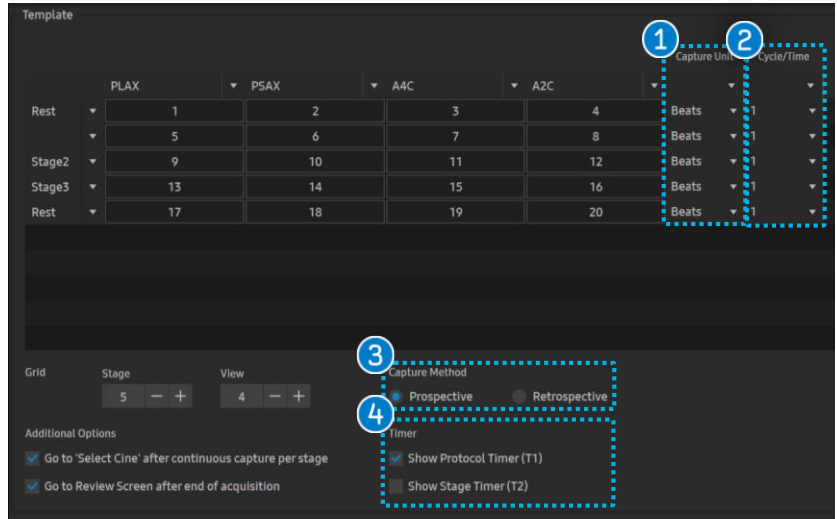 Template
1 2
Capture Unit Cycle/Time
PLAX PSAX A4C A2C
Rest 1 2 3 4 Beats 1
5 6 7 8 Beats 1
Stage2 9 10 11 12 Beats 1
Stage3 13 14 15 16 Beats 1
Rest 17 18 19 20 Beats 1
3
Grid Stage View Capture Method
5 − + 4 − + Prospective Retrospective
4
Additional Options Timer
Go to 'Select Cine' after continuous capture per stage Show Protocol Timer (T1)
Go to Review Screen after end of acquisition Show Stage Timer (T2)